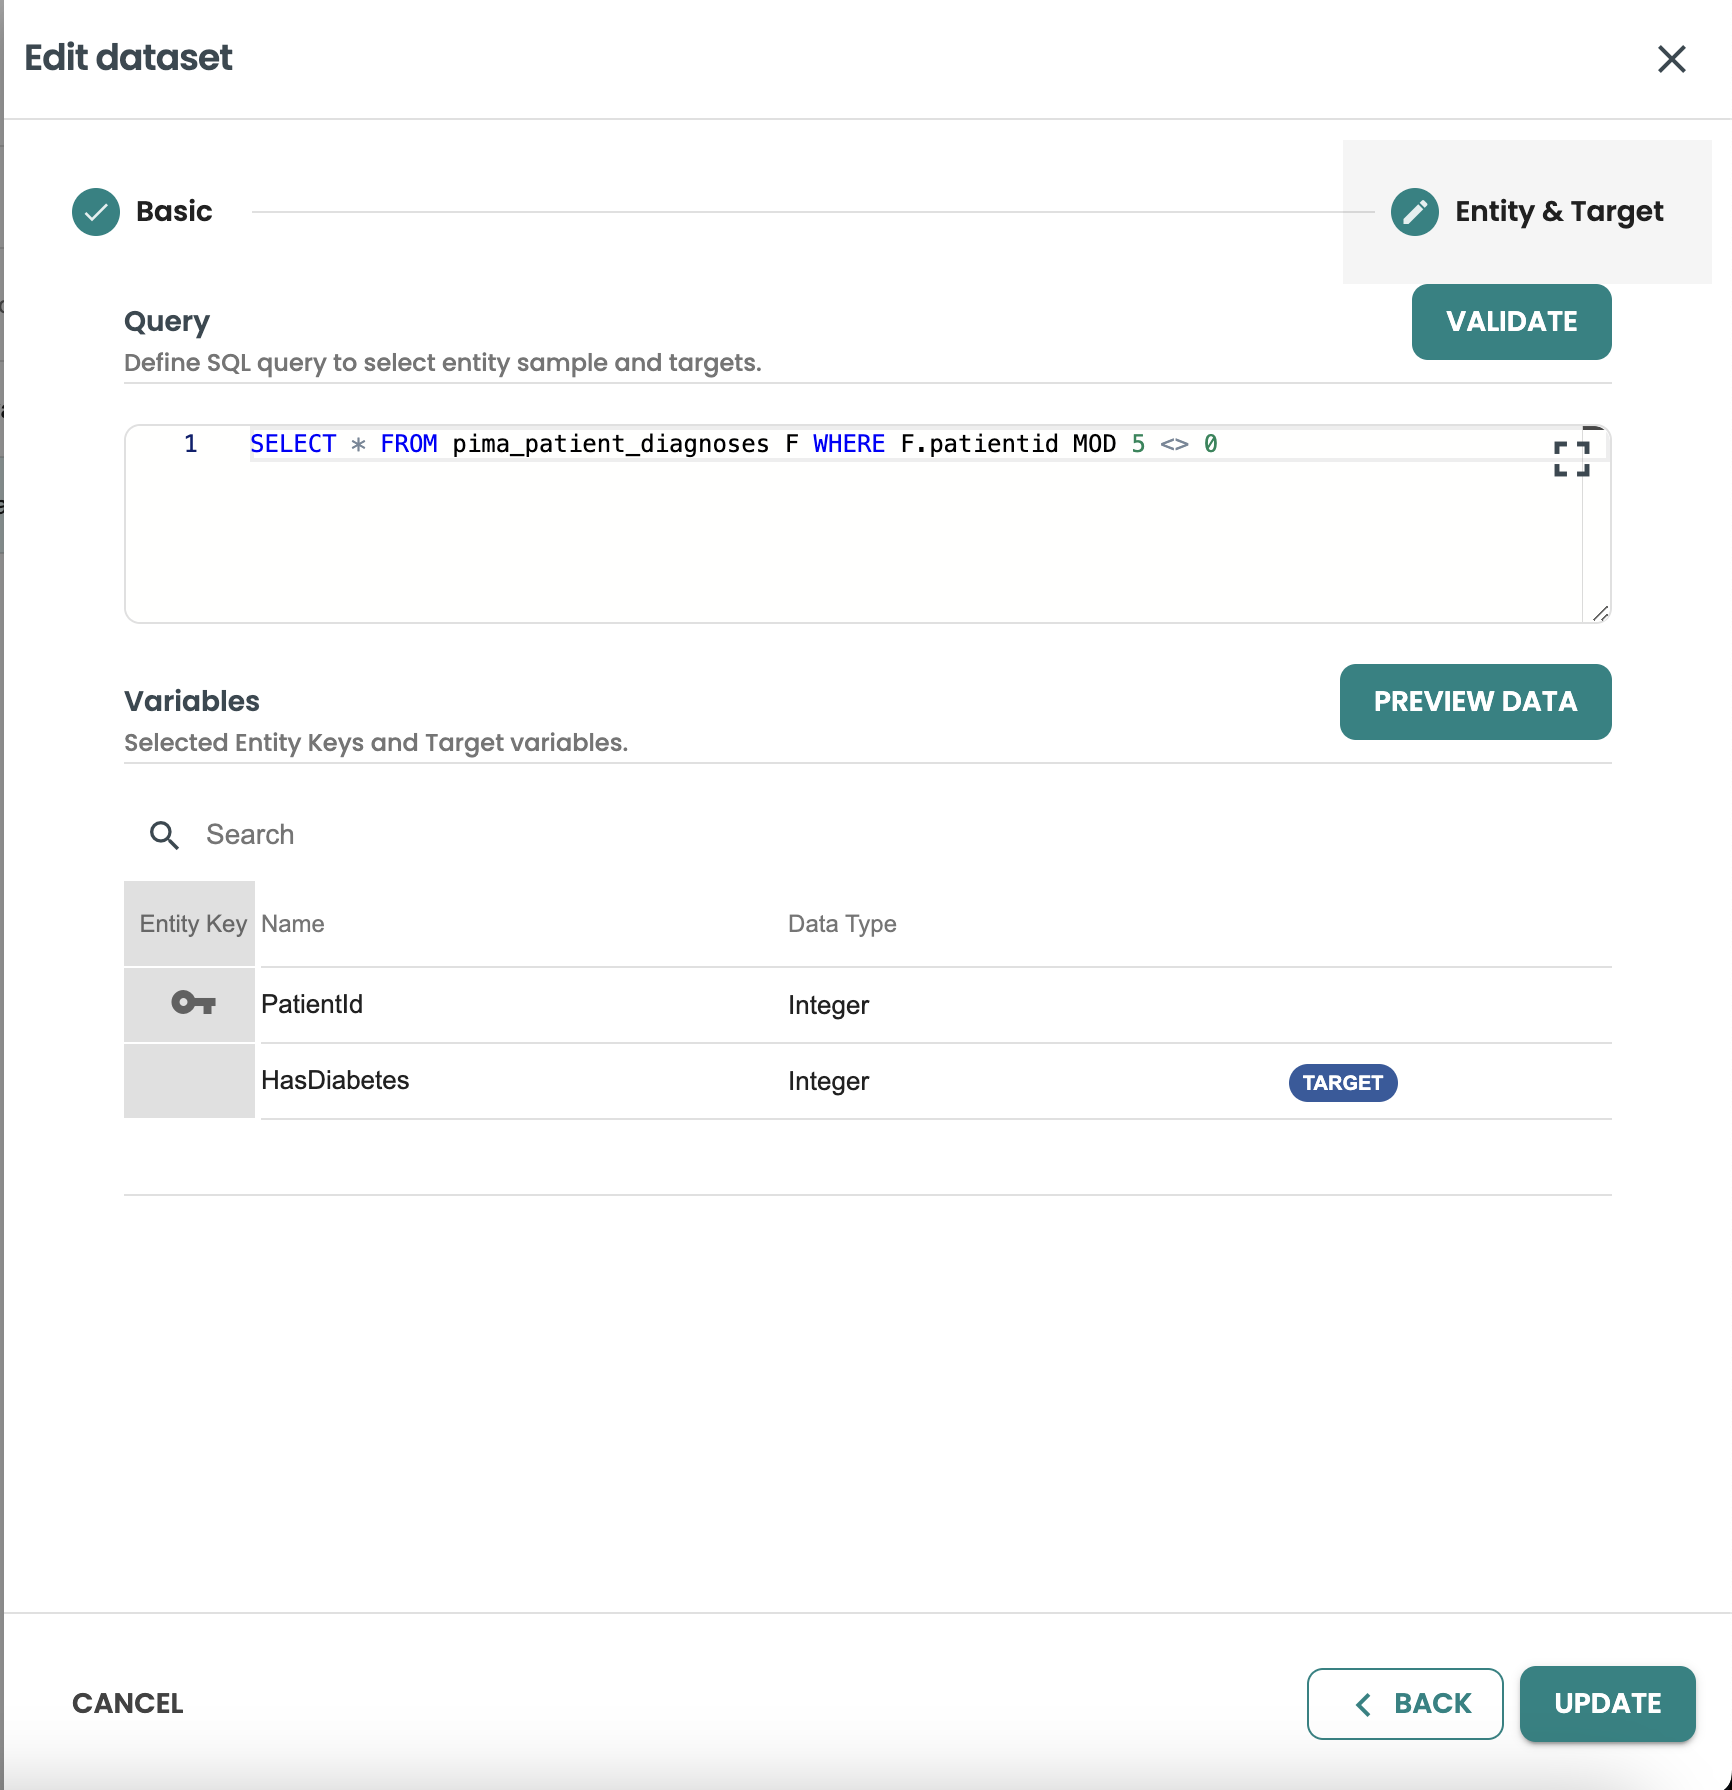 Edit dataset
Basic
Entity & Target
Query
VALIDATE
Define SQL query to select entity sample and targets.
1 SELECT * FROM pima_patient_diagnoses F WHERE F.patientid MOD 5 <> 0
Variables
PREVIEW DATA
Selected Entity Keys and Target variables.
Search
Entity Key Name Data Type
PatientId Integer
HasDiabetes Integer TARGET
CANCEL BACK UPDATE